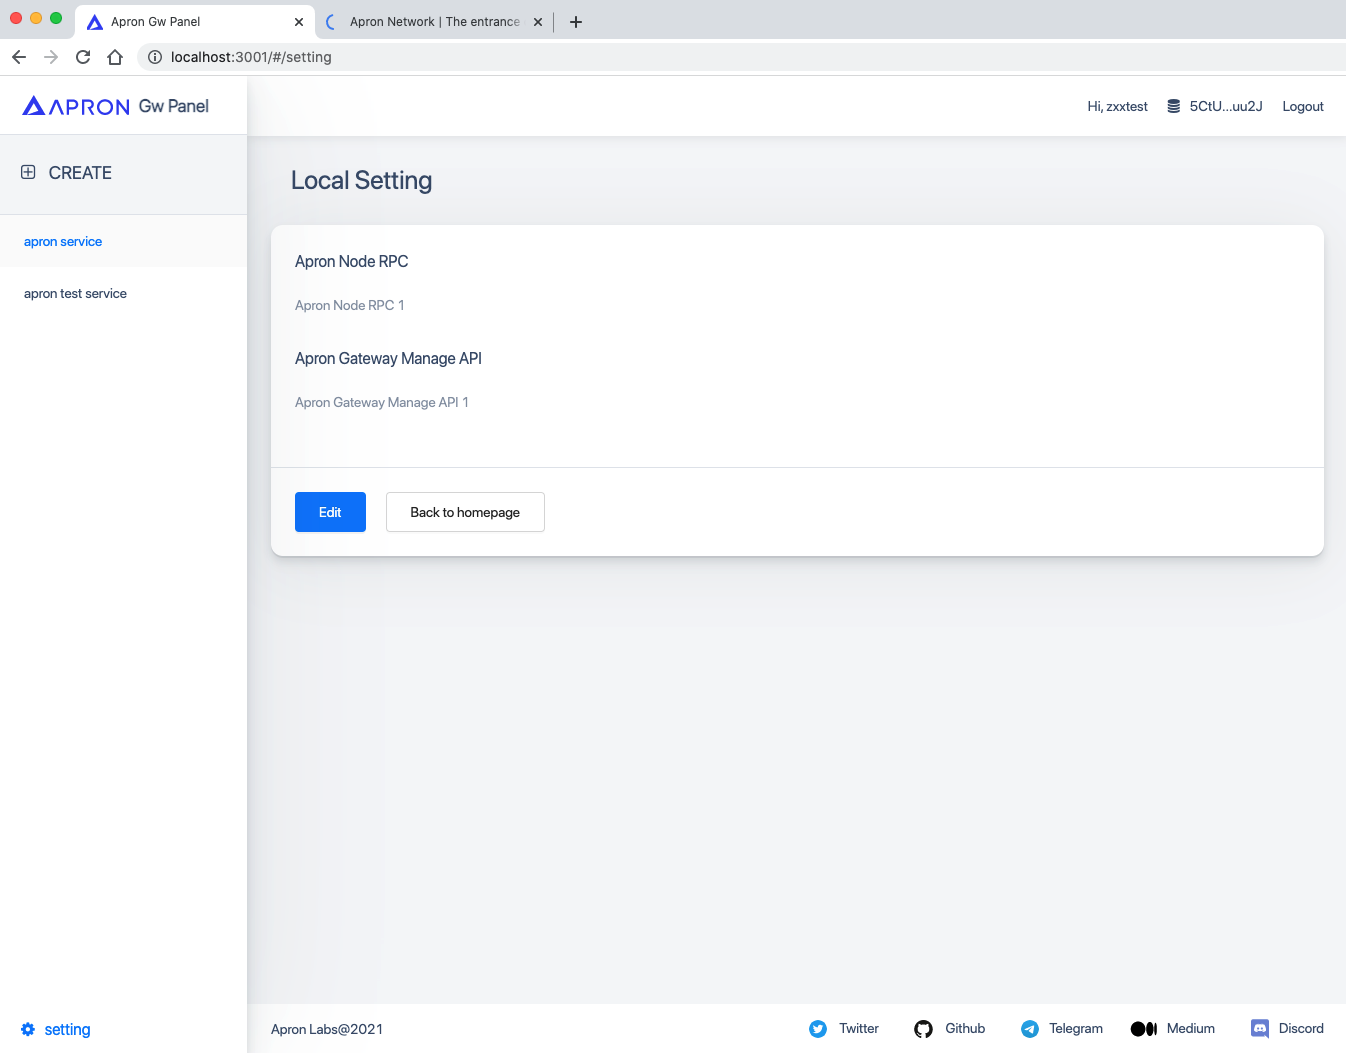 Apron Gw Panel
Apron Network | The entrance
localhost:3001/#/setting
APRON Gw Panel
Hi, zxxtest 5CtU...uu2J Logout
CREATE
apron service
apron test service
Local Setting
Apron Node RPC
Apron Node RPC 1
Apron Gateway Manage API
Apron Gateway Manage API 1
Edit Back to homepage
setting
Apron Labs@2021 Twitter Github Telegram Medium Discord